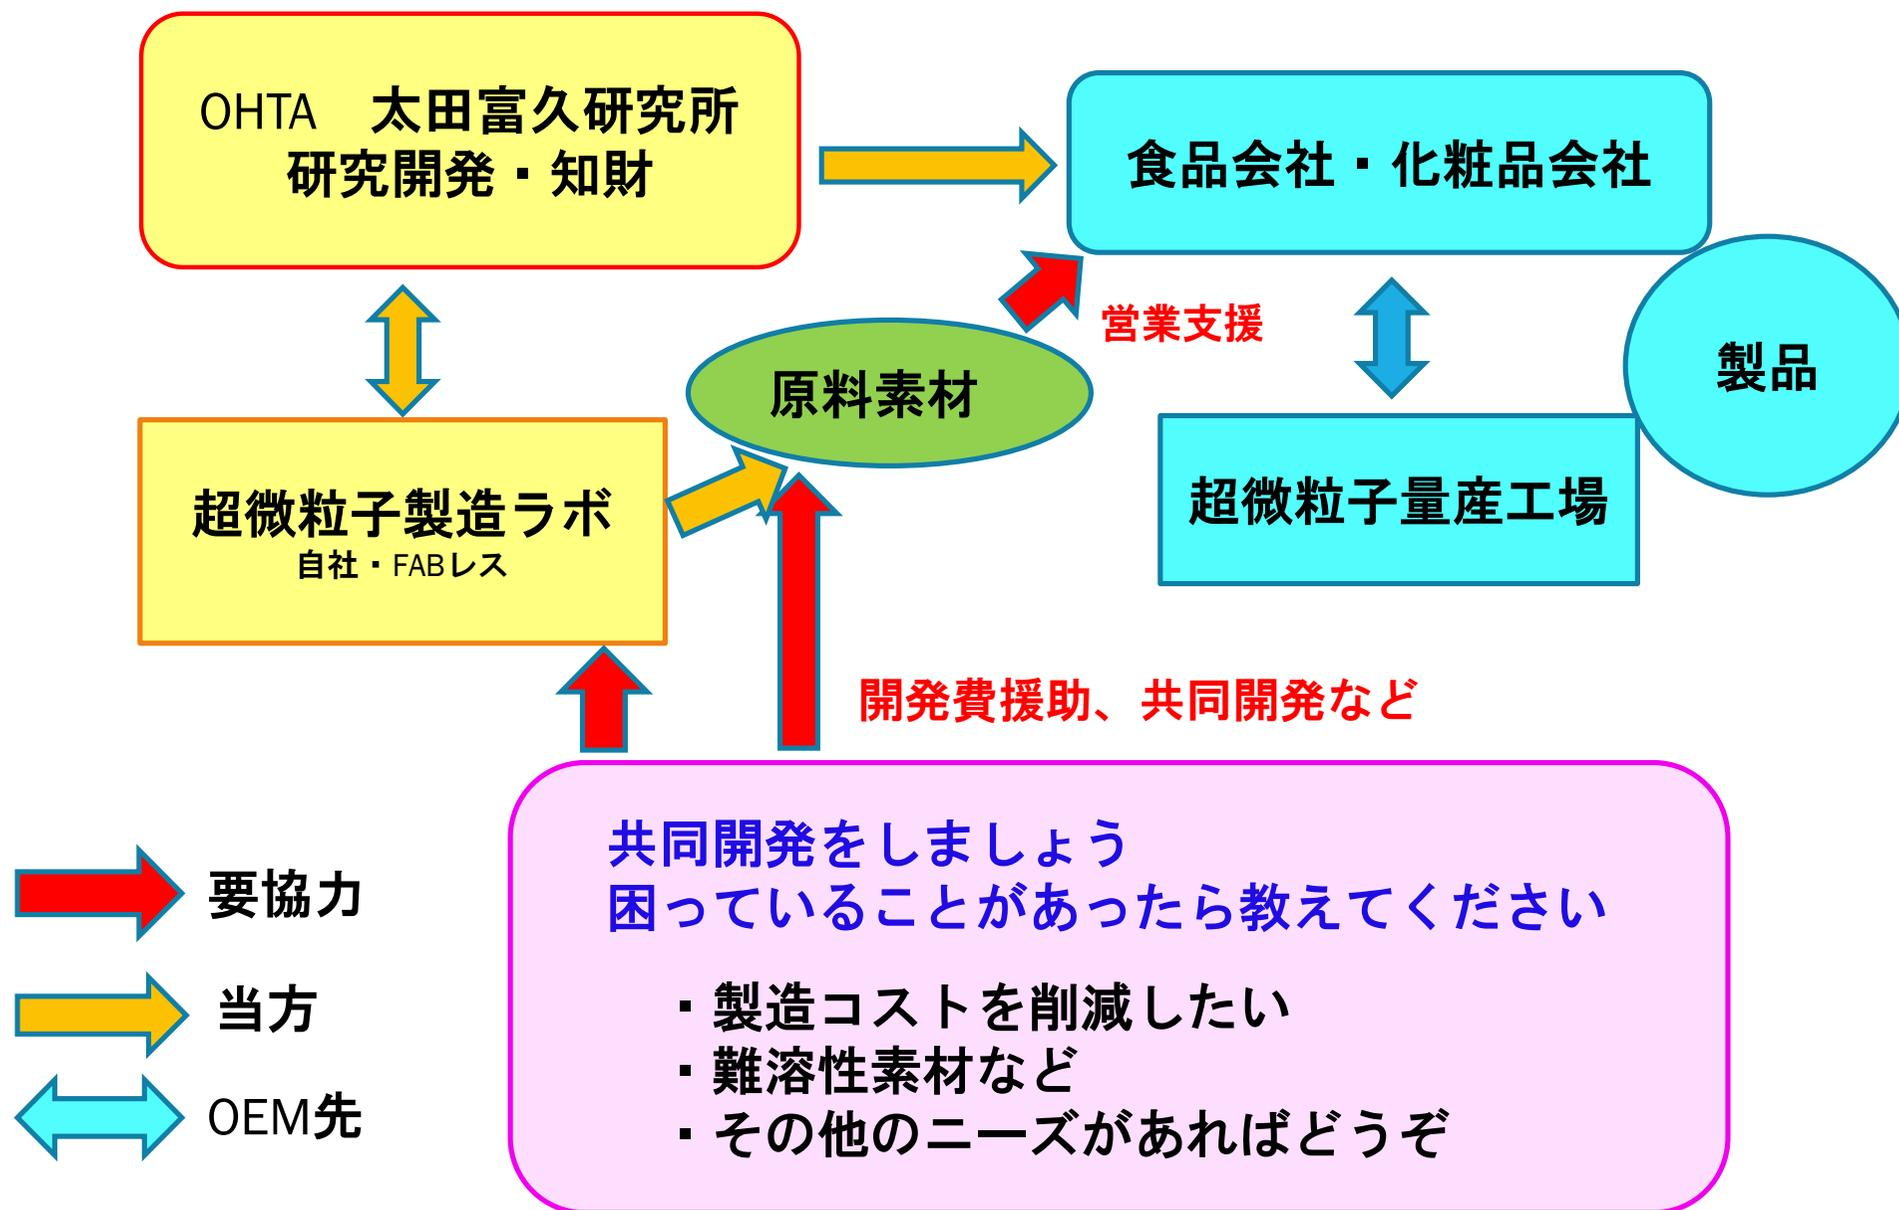 OHTA　太田富久研究所
研究開発・知財
食品会社・化粧品会社
営業支援
原料素材
製品
超微粒子製造ラボ
自社・FABレス
超微粒子量産工場
開発費援助、共同開発など
共同開発をしましょう
困っていることがあったら教えてください
・製造コストを削減したい
・難溶性素材など
・その他のニーズがあればどうぞ
要協力
当方
OEM先